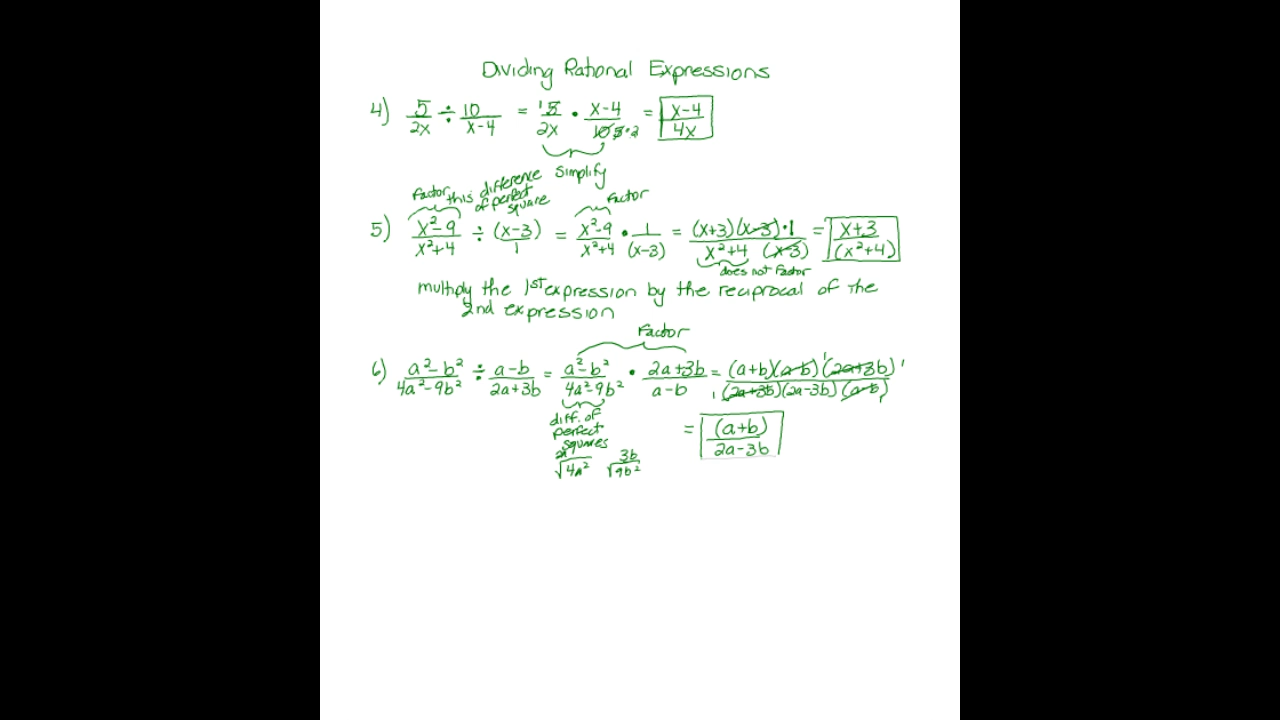 Dividing Rational Expressions
4) 5/2x ÷ 10/x-4 = 1 5/2x • x-4/10 5•2 = x-4/4x
Simplify
Factor this difference of perfect square
Factor
5) x²-9/x²+4 ÷ (x-3)/1 = x²-9/x²+4 • 1/(x-3) = (x+3)(x-3)•1/x²+4 (x-3) = x+3/(x²+4)
does not factor
multiply the 1st expression by the reciprocal of the
2nd expression
Factor
6) a²-b²/4a²-9b² ÷ a-b/2a+3b = a²-b²/4a²-9b² • 2a+3b/a-b = (a+b)(a-b)(2a+3b)/(2a+3b)(2a-3b)(a-b)
diff. of
perfect
squares
= (a+b)/2a-3b
2a 3b
√4a² √9b²